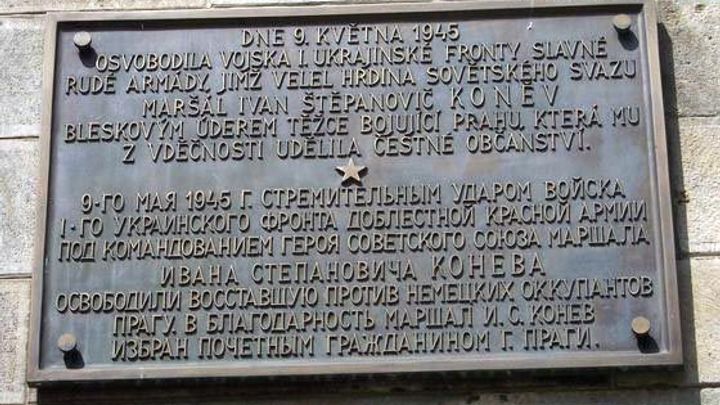 DNE 9. KVĚTNA 1945
OSVOBODILA VOJSKA I. UKRAJINSKÉ FRONTY SLAVNÉ
RUDÉ ARMÁDY, JIMŽ VELEL HRDINA SOVĚTSKÉHO SVAZU
MARŠÁL IVAN ŠTĚPANOVIČ KONĚV
BLESKOVÝM ÚDEREM TĚŽCE BOJUJÍCÍ PRAHU, KTERÁ MU
Z VDĚČNOSTI UDĚLILA ČESTNÉ OBČANSTVÍ.
9-ГО МАЯ 1945 Г. СТРЕМИТЕЛЬНЫМ УДАРОМ ВОЙСКА
I-ГО УКРАИНСКОГО ФРОНТА ДОБЛЕСТНОЙ КРАСНОЙ АРМИИ
ПОД КОМАНДОВАНИЕМ ГЕРОЯ СОВЕТСКОГО СОЮЗА МАРШАЛА
ИВАНА СТЕПАНОВИЧА КОНЕВА
ОСВОБОДИЛИ ВОССТАВШУЮ ПРОТИВ НЕМЕЦКИХ ОККУПАНТОВ
ПРАГУ. В БЛАГОДАРНОСТЬ МАРШАЛ И. С. КОНЕВ
ИЗБРАН ПОЧЕТНЫМ ГРАЖДАНИНОМ Г. ПРАГИ.